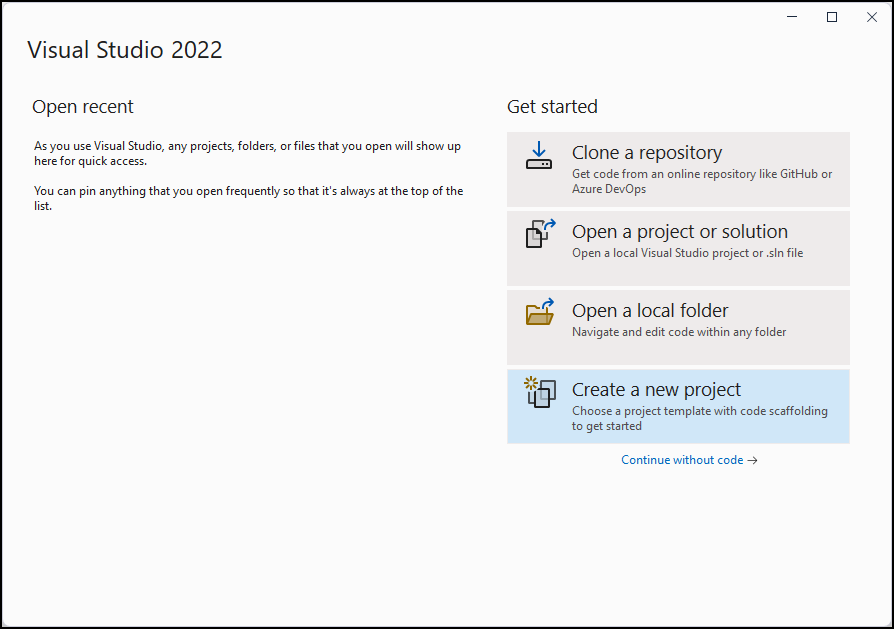 Visual Studio 2022
Open recent
As you use Visual Studio, any projects, folders, or files that you open will show up
here for quick access.
You can pin anything that you open frequently so that it's always at the top of the
list.
Get started
Clone a repository
Get code from an online repository like GitHub or
Azure DevOps
Open a project or solution
Open a local Visual Studio project or .sln file
Open a local folder
Navigate and edit code within any folder
Create a new project
Choose a project template with code scaffolding
to get started
Continue without code →